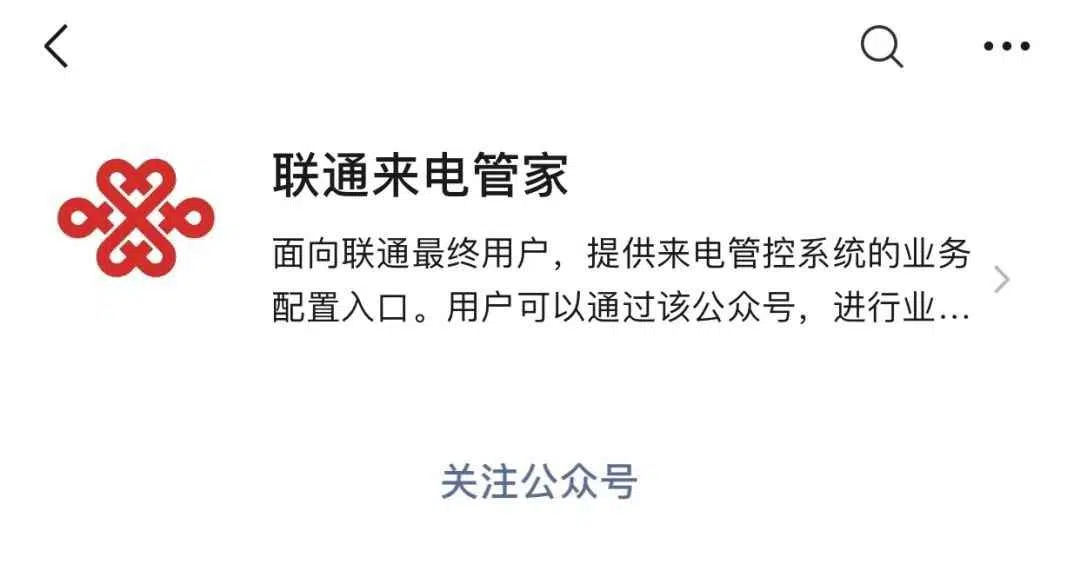 联通来电管家
面向联通最终用户，提供来电管控系统的业务
配置入口。用户可以通过该公众号，进行业...
关注公众号